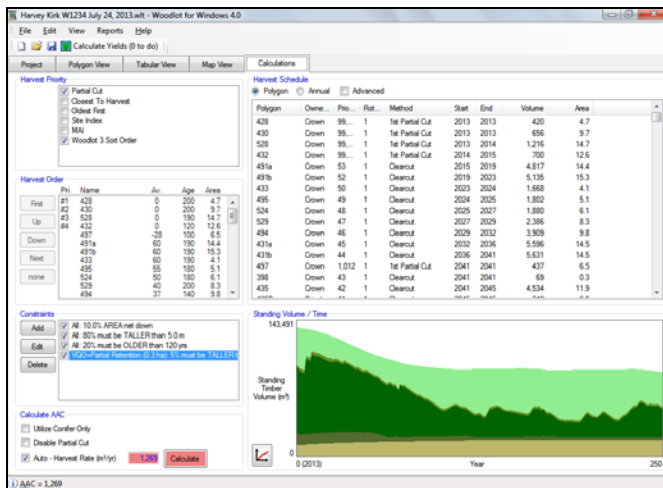 Harvey Kirk W1234 July 24, 2013.wlt - Woodlot for Windows 4.0
File Edit View Reports Help
Calculate Yields (0 to do)
Project Polygon View Tabular View Map View Calculations
Harvest Priority
Partial Cut
Closest To Harvest
Oldest First
Site Index
MAI
Woodlot 3 Sort Order
Harvest Order
Pri. Name Av. Age Area
#1 428 0 200 4.7
#2 430 0 200 9.7
#3 528 0 190 14.7
#4 432 0 120 12.6
497 -28 100 6.5
491a 60 190 14.4
491b 60 190 15.3
433 60 190 4.1
495 55 180 5.1
524 50 180 6.1
529 40 200 8.3
494 37 140 9.8
First
Up
Down
Next
none
Constraints
Add
Edit
Delete
All: 10.0% AREA net down
All: 80% must be TALLER than 5.0 m
All: 20% must be OLDER than 120 yrs
VQO=Partial Retention (0.3 ha): 5% must be TALLER t
Calculate AAC
Utilize Conifer Only
Disable Partial Cut
Auto - Harvest Rate (m³/yr) 1,269 Calculate
Harvest Schedule
Polygon Annual Advanced
Polygon Owne... Prio... Rot... Method Start End Volume Area
428 Crown 99,... 1 1st Partial Cut 2013 2013 420 4.7
430 Crown 99,... 1 1st Partial Cut 2013 2013 656 9.7
528 Crown 99,... 1 1st Partial Cut 2013 2014 1,216 14.7
432 Crown 99,... 1 1st Partial Cut 2014 2015 700 12.6
491a Crown 53 1 Clearcut 2015 2019 4,817 14.4
491b Crown 52 1 Clearcut 2019 2023 5,135 15.3
433 Crown 50 1 Clearcut 2023 2024 1,668 4.1
495 Crown 49 1 Clearcut 2024 2025 1,802 5.1
524 Crown 48 1 Clearcut 2025 2027 1,880 6.1
529 Crown 47 1 Clearcut 2027 2029 2,386 8.3
494 Crown 46 1 Clearcut 2029 2032 3,909 9.8
431a Crown 45 1 Clearcut 2032 2036 5,596 14.5
431b Crown 44 1 Clearcut 2036 2041 5,631 14.5
497 Crown 1,012 1 1st Partial Cut 2041 2041 437 6.5
398 Crown 43 1 Clearcut 2041 2041 69 0.3
435 Crown 42 1 Clearcut 2041 2045 4,534 11.9
Standing Volume / Time
143,491
Standing
Timber
Volume (m³)
0
0 (2013) Year 250
AAC = 1,269